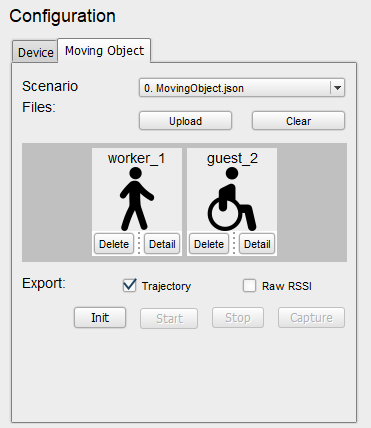 Configuration
Device Moving Object
Scenario 0. MovingObject.json
Files:
Upload Clear
worker_1 guest_2
Delete Detail Delete Detail
Export: Trajectory Raw RSSI
Init Start Stop Capture